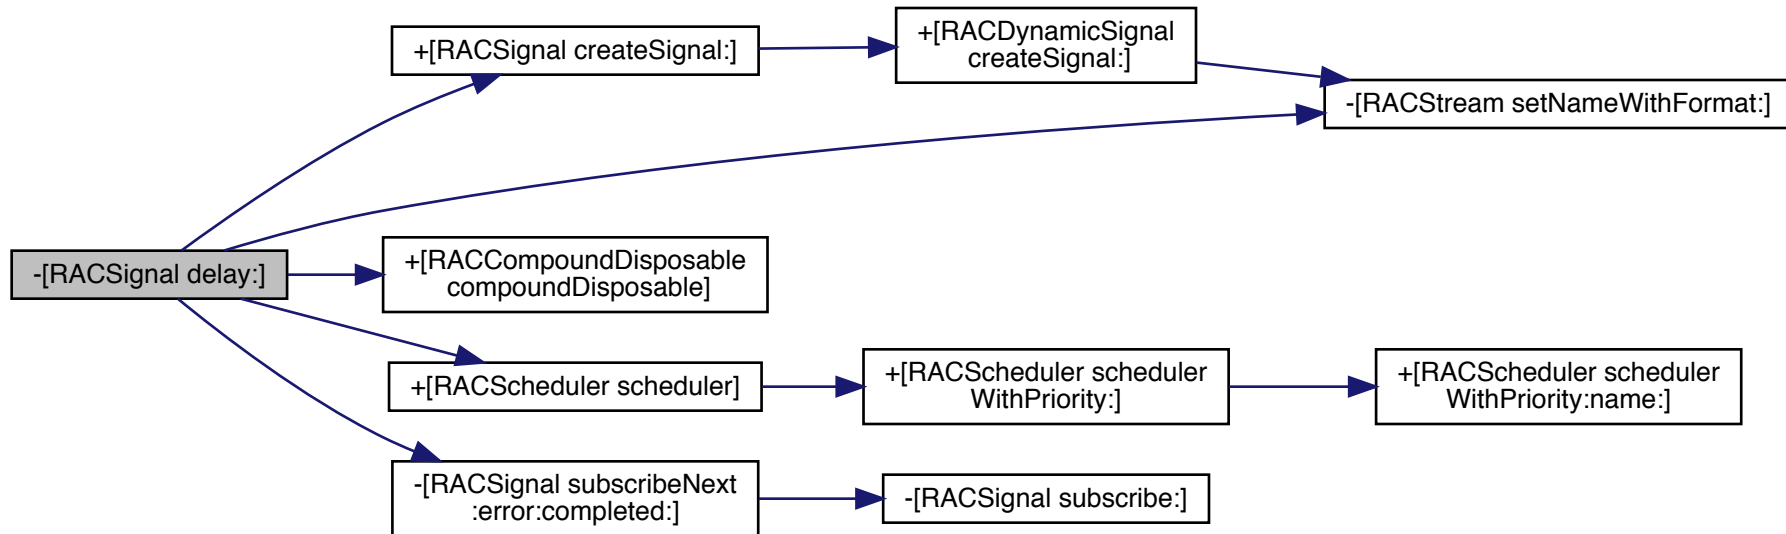 -[RACSignal delay:]
+[RACSignal createSignal:]
+[RACDynamicSignal
createSignal:]
-[RACStream setNameWithFormat:]
+[RACCompoundDisposable
compoundDisposable]
+[RACScheduler scheduler]
+[RACScheduler scheduler
WithPriority:]
+[RACScheduler scheduler
WithPriority:name:]
-[RACSignal subscribeNext
:error:completed:]
-[RACSignal subscribe:]